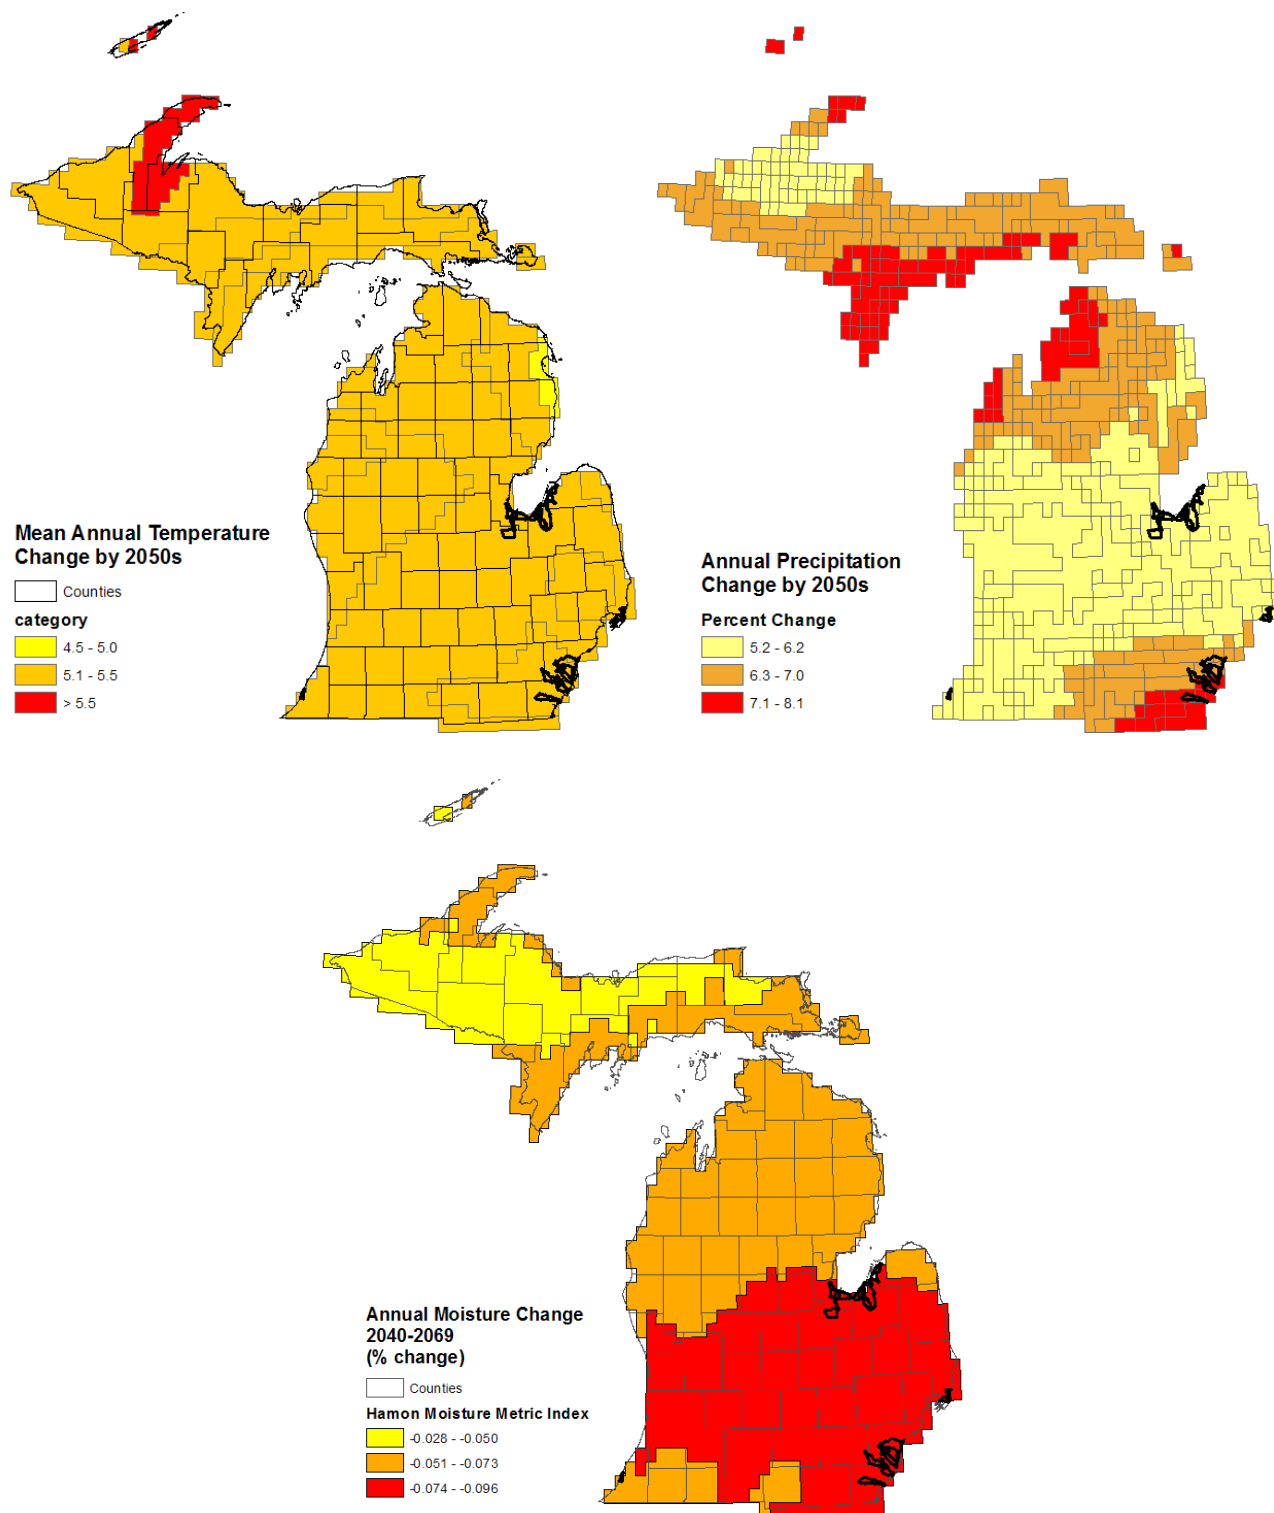 Mean Annual Temperature
Change by 2050s
Counties
category
4.5 - 5.0
5.1 - 5.5
> 5.5
Annual Precipitation
Change by 2050s
Percent Change
5.2 - 6.2
6.3 - 7.0
7.1 - 8.1
Annual Moisture Change
2040-2069
(% change)
Counties
Hamon Moisture Metric Index
-0.028 - -0.050
-0.051 - -0.073
-0.074 - -0.096